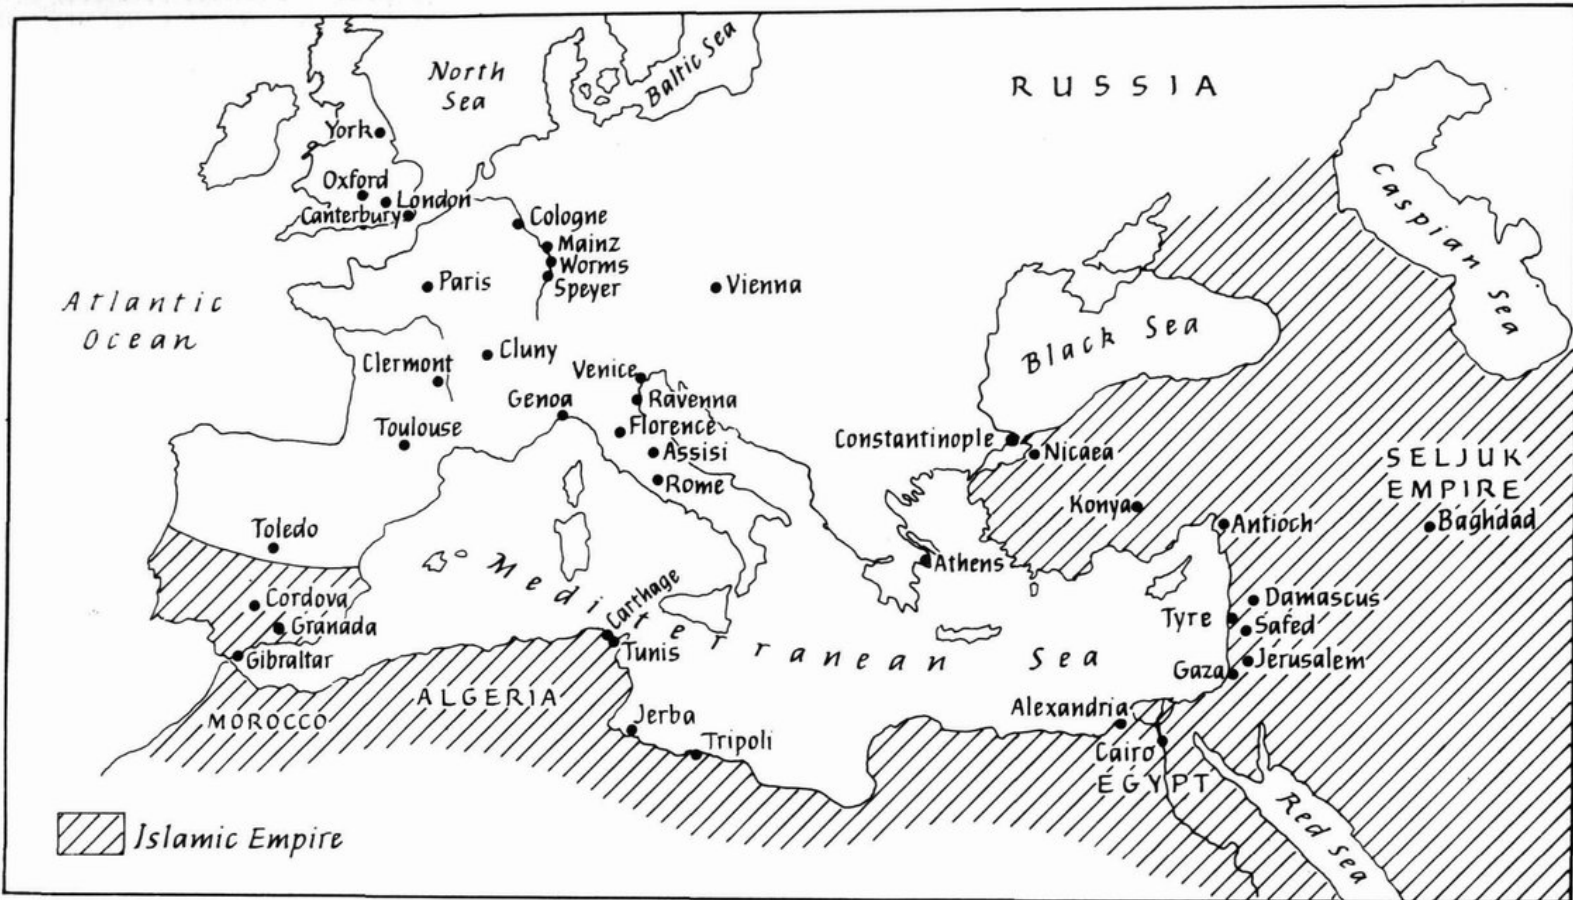 North
Sea
Baltic Sea
RUSSIA
York
Oxford
London
Canterbury
Cologne
Mainz
Worms
Speyer
Caspian Sea
Atlantic
Ocean
Paris
Vienna
Black Sea
Clermont
Cluny
Venice
Genoa
Ravenna
Toulouse
Florence
Constantinople
Assisi
Nicaea
Rome
SELJUK
EMPIRE
Konya
Toledo
Antioch
Baghdad
Mediterranean Sea
Athens
Carthage
Cordova
Damascus
Granada
Tyre
Safed
Gibraltar
Tunis
Jerusalem
Gaza
ALGERIA
MOROCCO
Alexandria
Jerba
Tripoli
Cairo
EGYPT
Red Sea
Islamic Empire